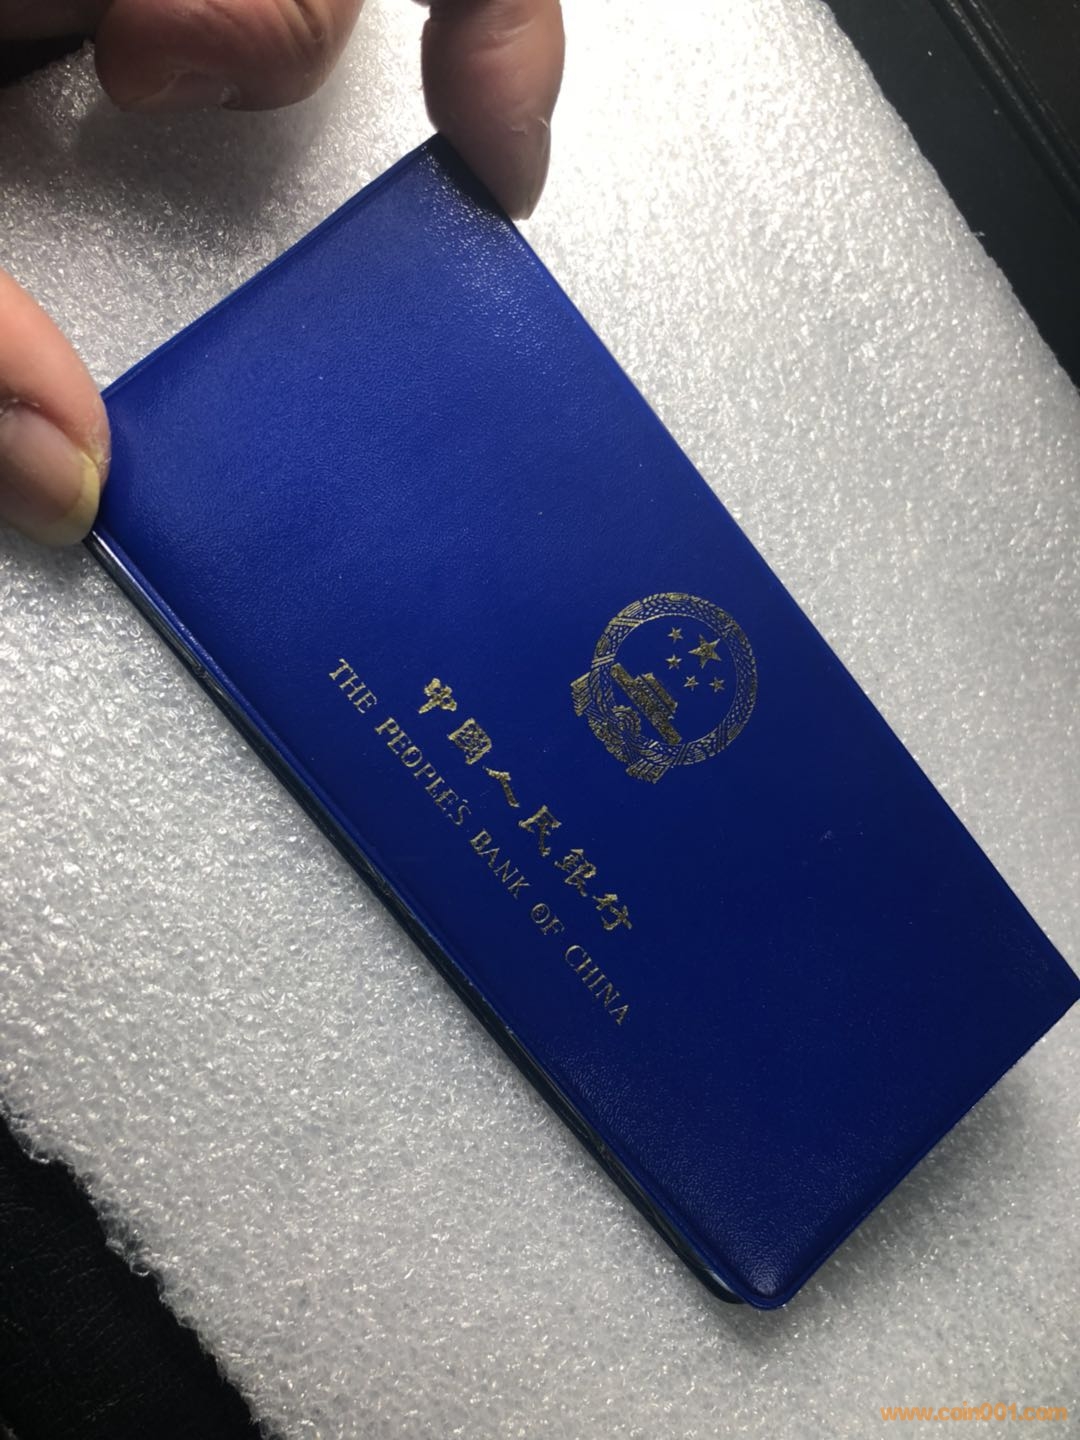 中國人民銀行
THE PEOPLE'S BANK OF CHINA
www.coin001.com